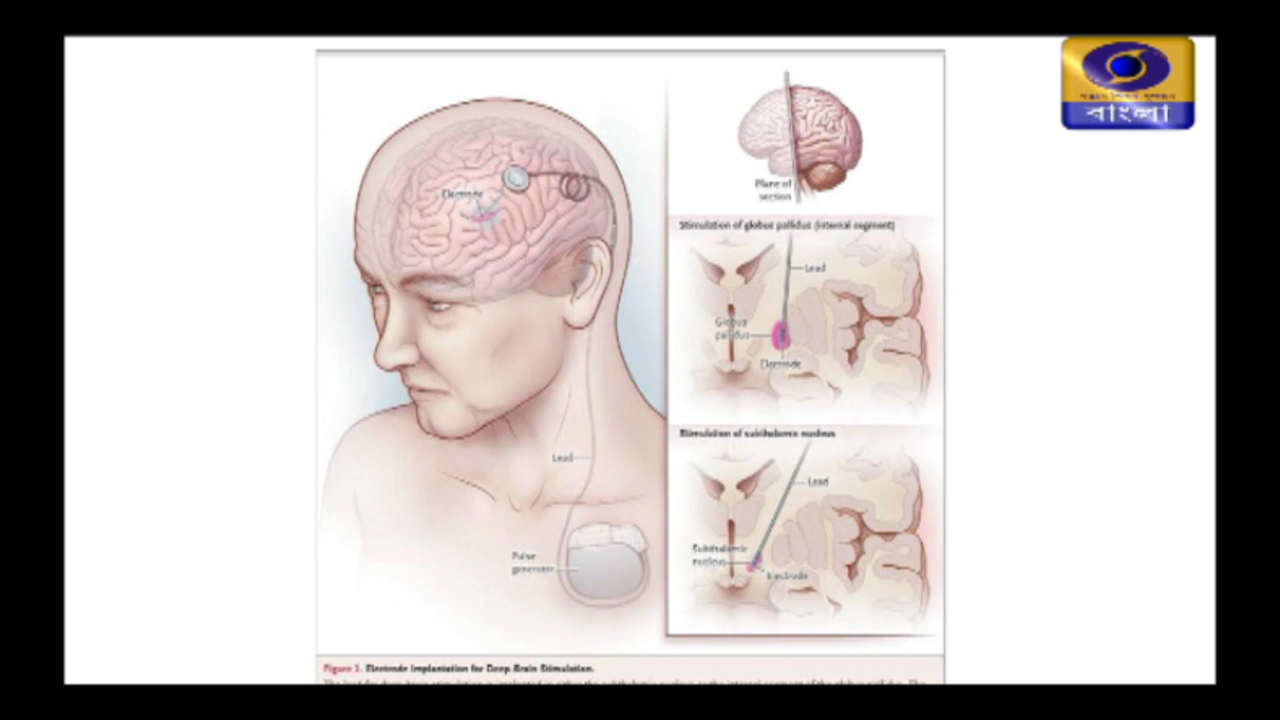 বাংলা
Electrode
Lead
Pulse
generator
Plane of
section
Stimulation of globus pallidus (internal segment)
Lead
Globus
pallidus
Electrode
Stimulation of subthalamic nucleus
Lead
Subthalamic
nucleus
Electrode
Figure 1. Electrode Implantation for Deep-Brain Stimulation.